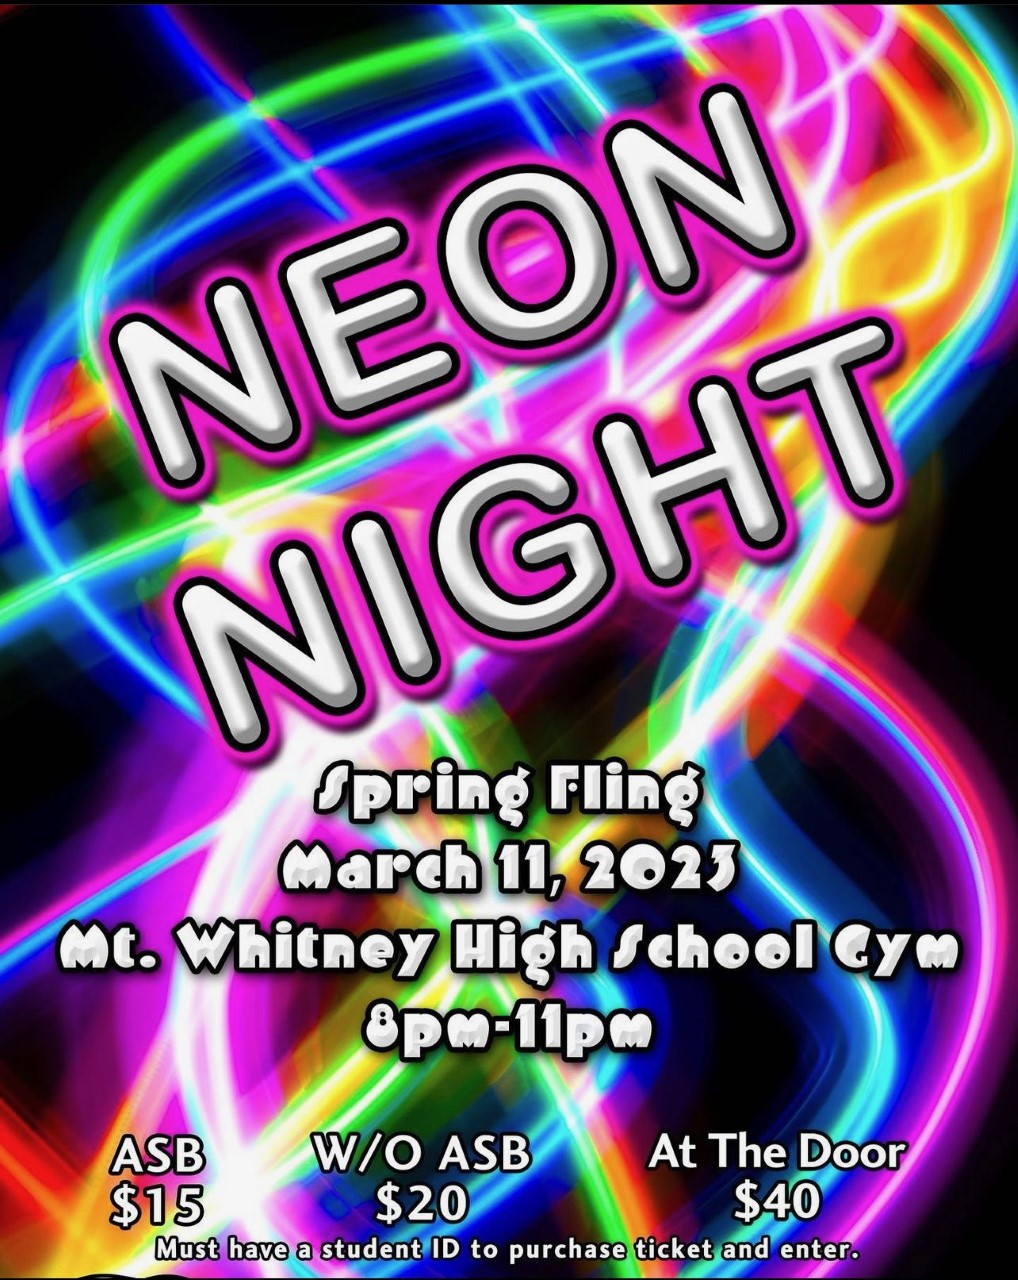 NEON
NIGHT
Spring Fling
March 11, 2023
Mt. Whitney High School Gym
8pm-11pm
ASB W/O ASB At The Door
$15 $20 $40
Must have a student ID to purchase ticket and enter.